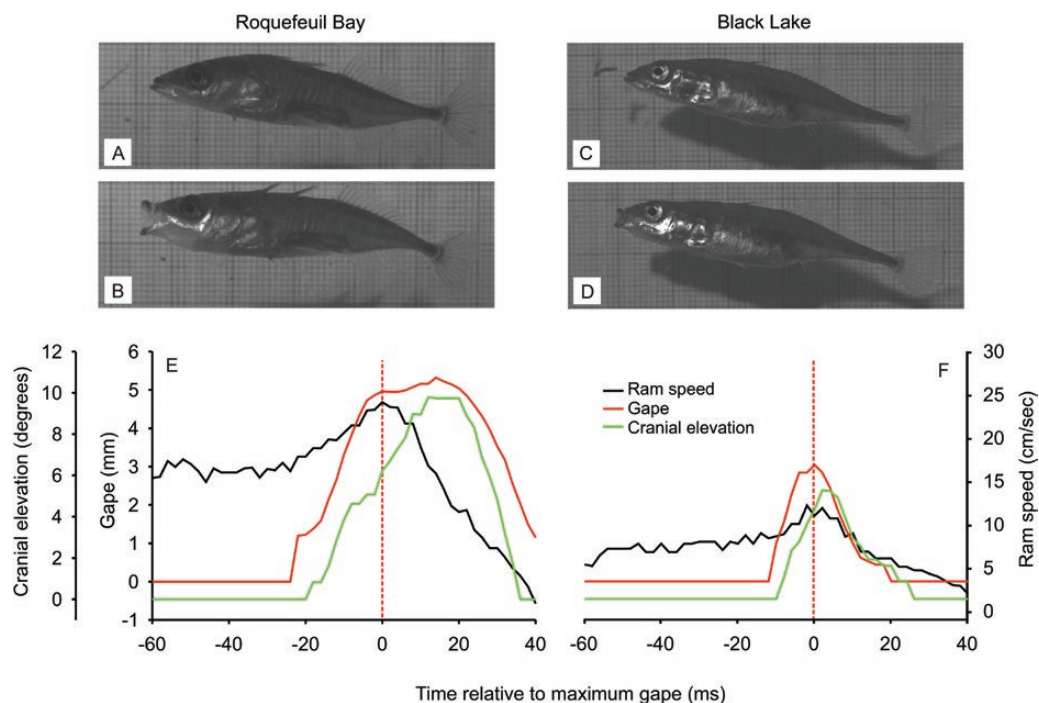 Roquefeuil Bay
Black Lake
A
C
B
D
Cranial elevation (degrees)
12
10
8
6
4
2
0
Gape (mm)
6
5
4
3
2
1
0
-1
E
-60
-40
-20
0
20
40
F
Ram speed
Gape
Cranial elevation
-60
-40
-20
0
20
40
30
25
20
15
10
5
0
Ram speed (cm/sec)
Time relative to maximum gape (ms)